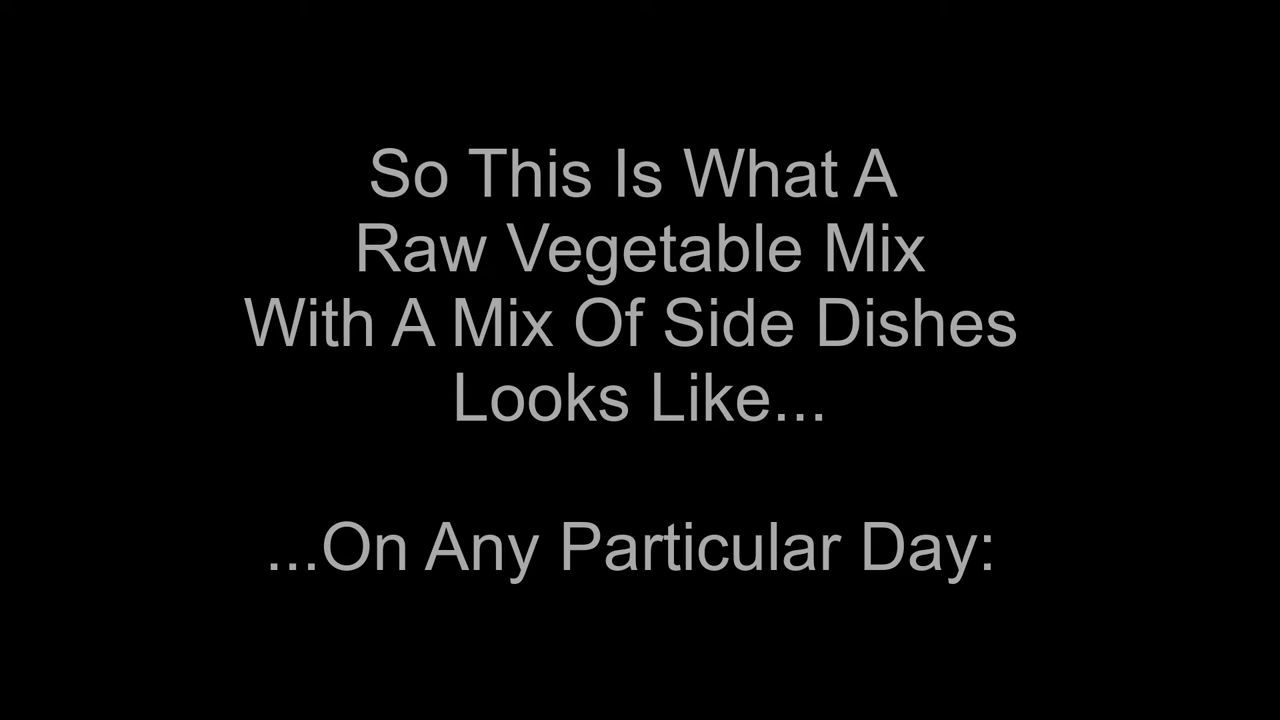 So This Is What A
Raw Vegetable Mix
With A Mix Of Side Dishes
Looks Like...
...On Any Particular Day: